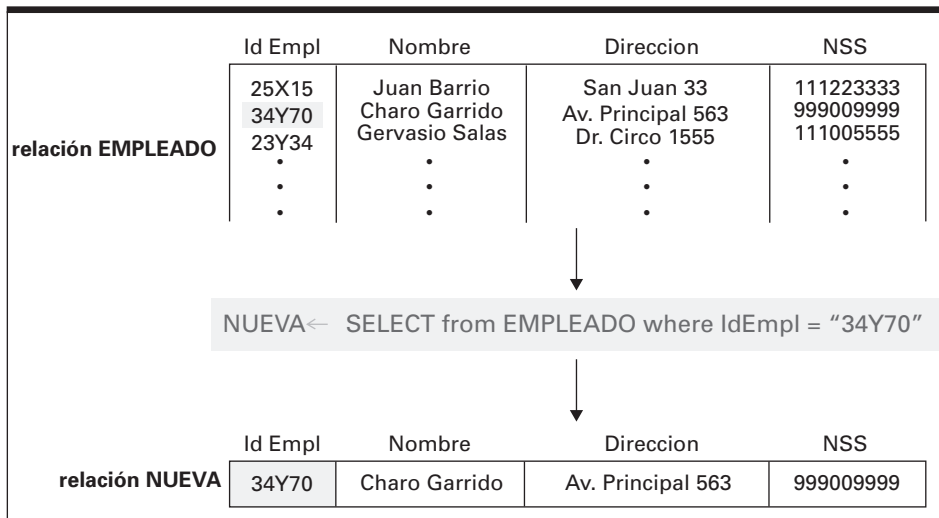 Id Empl Nombre Direccion NSS
25X15 Juan Barrio San Juan 33 111223333
34Y70 Charo Garrido Av. Principal 563 999009999
23Y34 Gervasio Salas Dr. Circo 1555 111005555
relación EMPLEADO
• • • •
• • • •
• • • •
NUEVA← SELECT from EMPLEADO where IdEmpl = “34Y70”
Id Empl Nombre Direccion NSS
relación NUEVA 34Y70 Charo Garrido Av. Principal 563 999009999